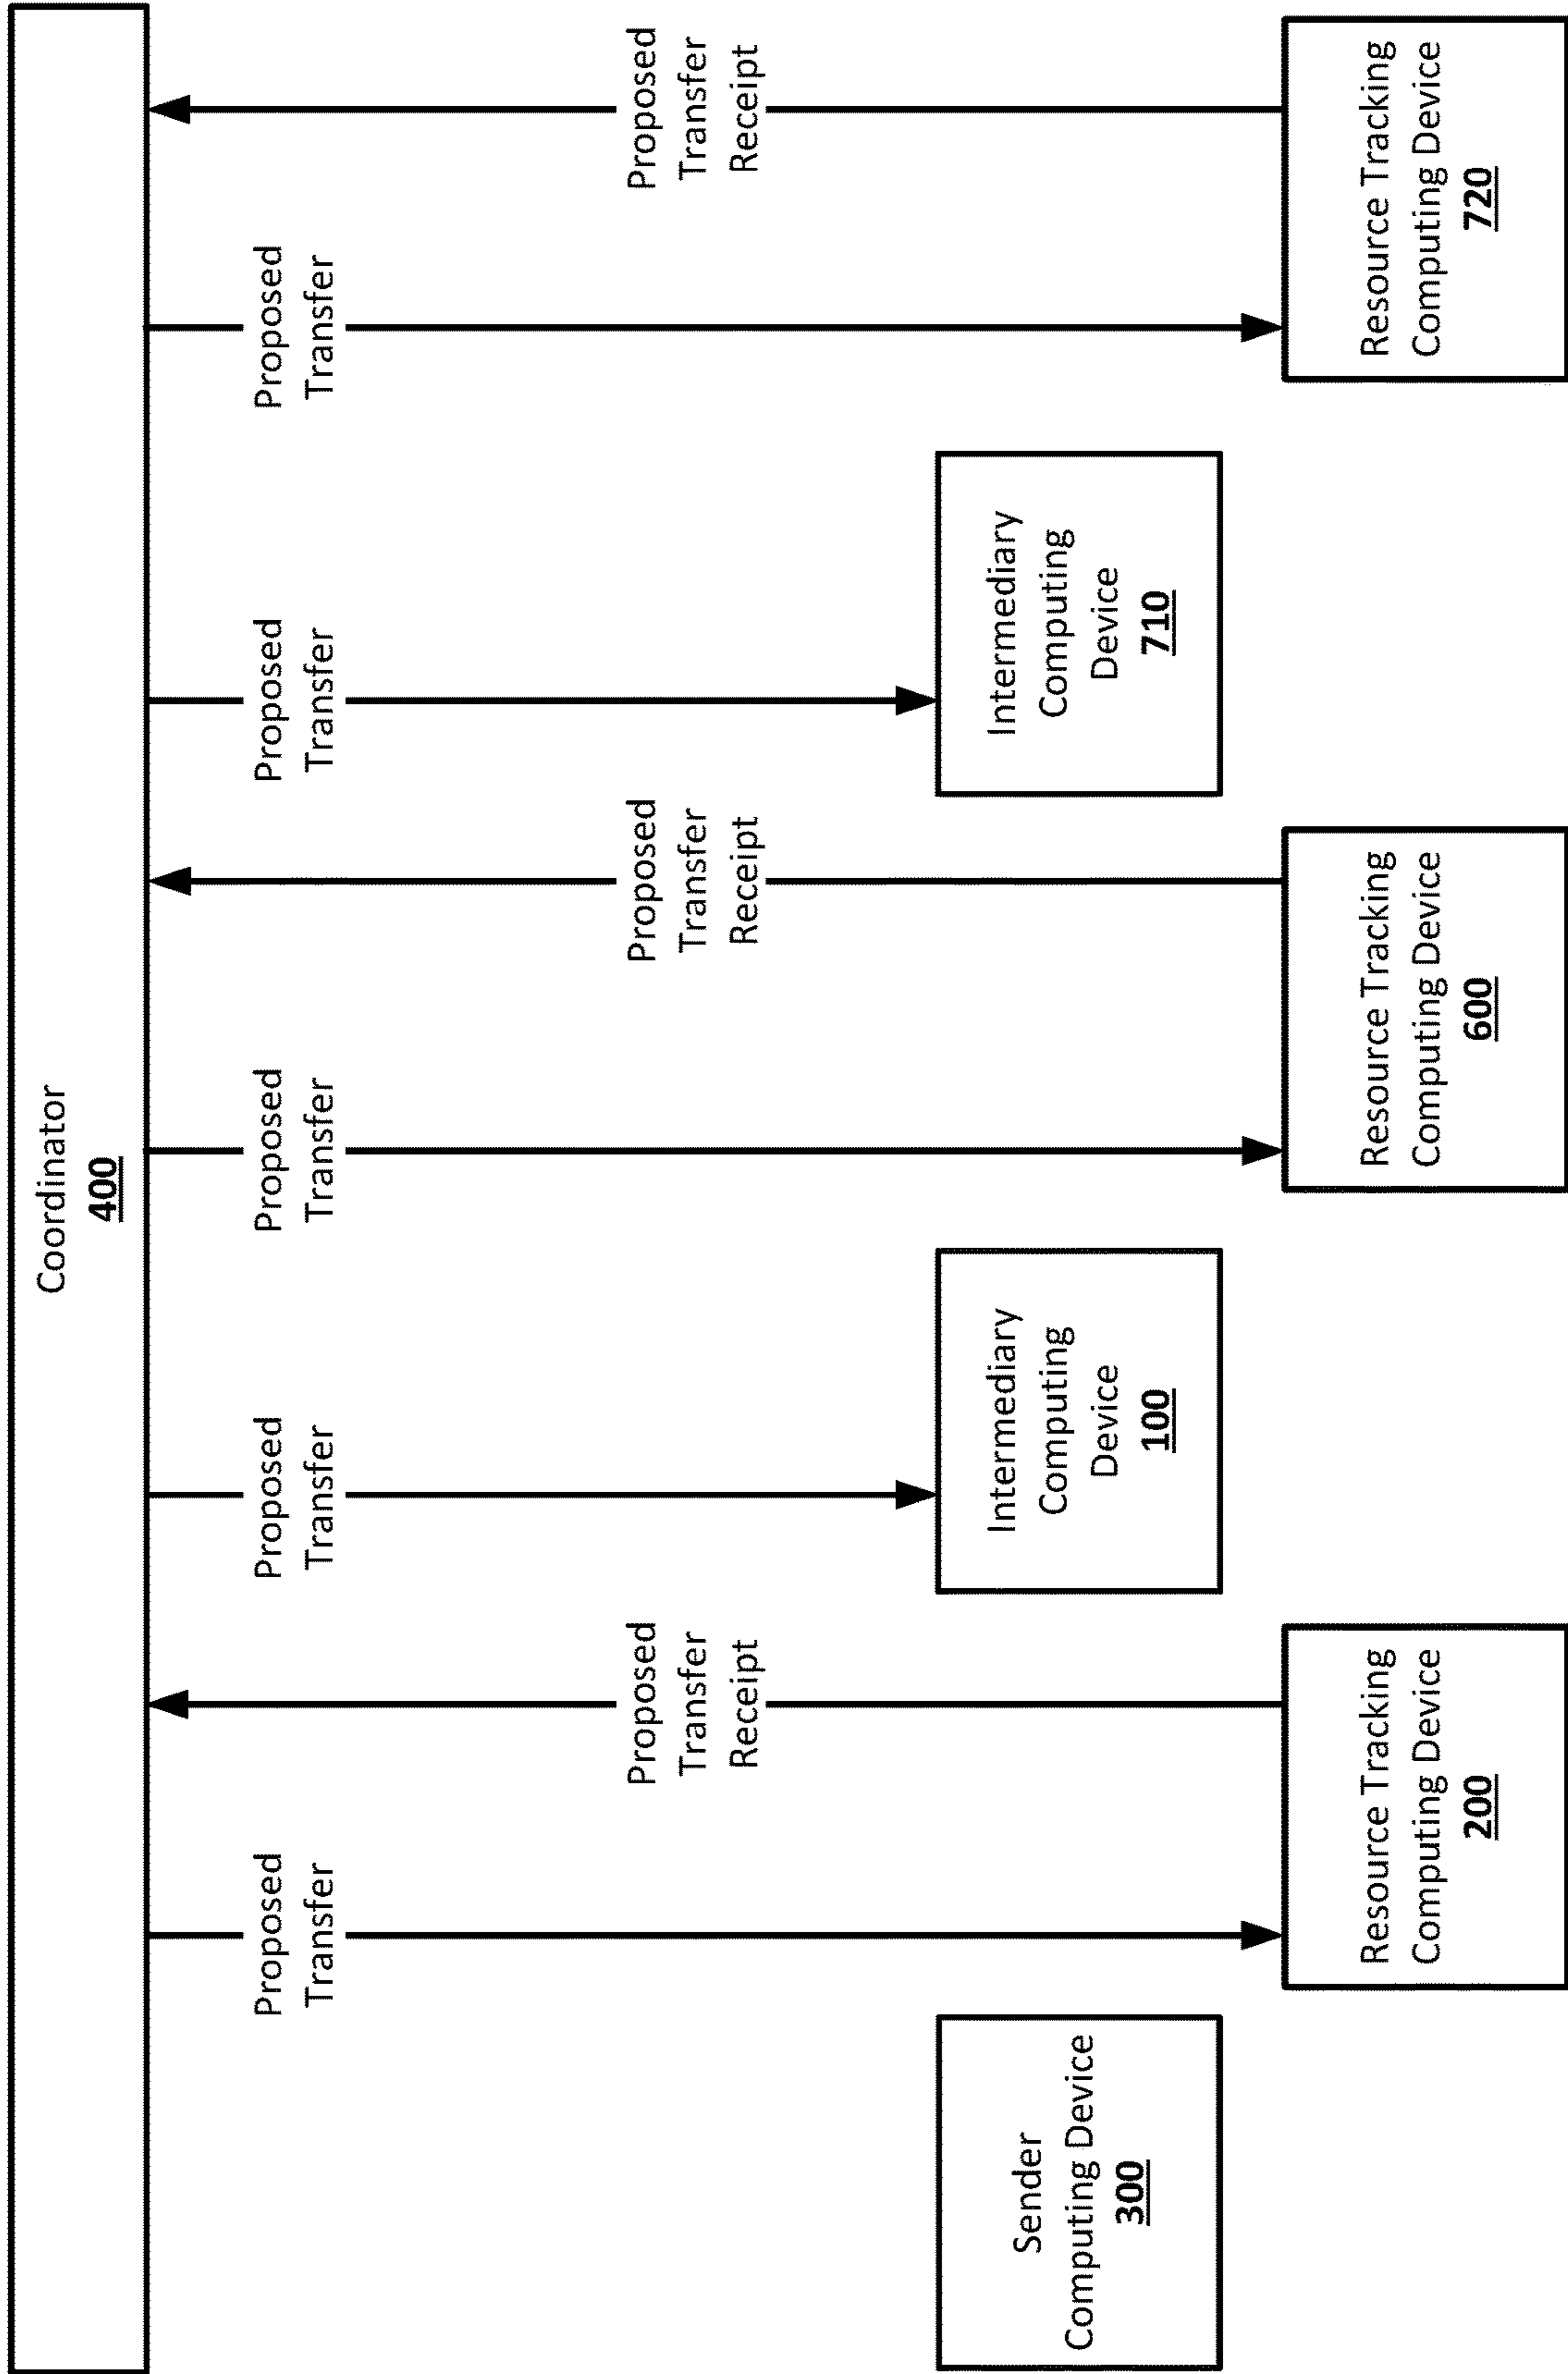 Coordinator
400
Proposed
Transfer
Proposed
Transfer
Proposed
Transfer
Proposed
Transfer
Proposed
Transfer
Proposed
Transfer
Receipt
Proposed
Transfer
Receipt
Proposed
Transfer
Receipt
Sender
Computing Device
300
Intermediary
Computing
Device
100
Intermediary
Computing
Device
710
Resource Tracking
Computing Device
200
Resource Tracking
Computing Device
600
Resource Tracking
Computing Device
720